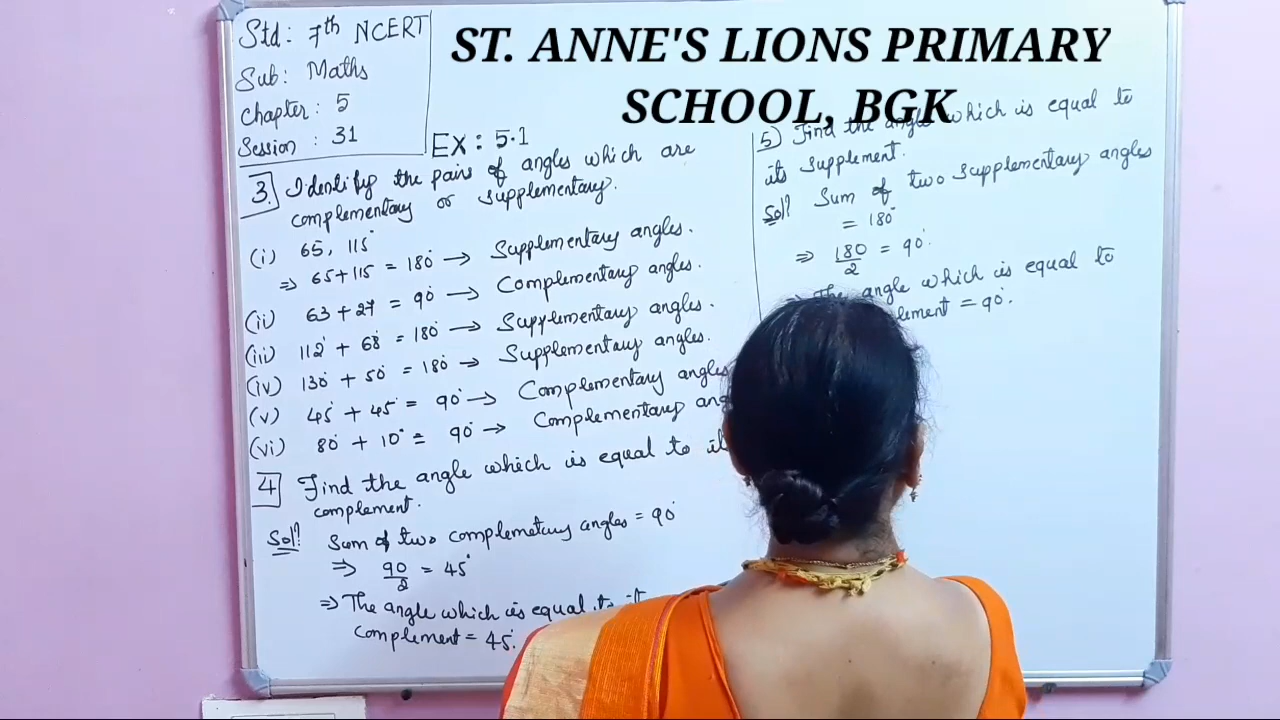 ST. ANNE'S LIONS PRIMARY
SCHOOL, BGK
Std: 7th NCERT
Sub: Maths
Chapter: 5
Session: 31
Ex: 5.1
3. Identify the pairs of angles which are
complementary or supplementary.
(i) 65°, 115°
⇒ 65+115 = 180° → Supplementary angles.
(ii) 63+27 = 90° → Complementary angles.
(iii) 112° + 68° = 180° → Supplementary angles.
(iv) 130° + 50° = 180° → Supplementary angles.
(v) 45° + 45° = 90° → Complementary angles
(vi) 80° + 10° = 90° → Complementary
4 Find the angle which is equal to
complement.
Sol? Sum of two complemetary angles = 90°
⇒ 90/2 = 45°
⇒ The angle which is equal to
complement = 45°.
5) Find the angle which is equal to
its supplement.
Sol? Sum of two supplementary angles
= 180°
⇒ 180/2 = 90°.
⇒ The angle which is equal to
= 90°.